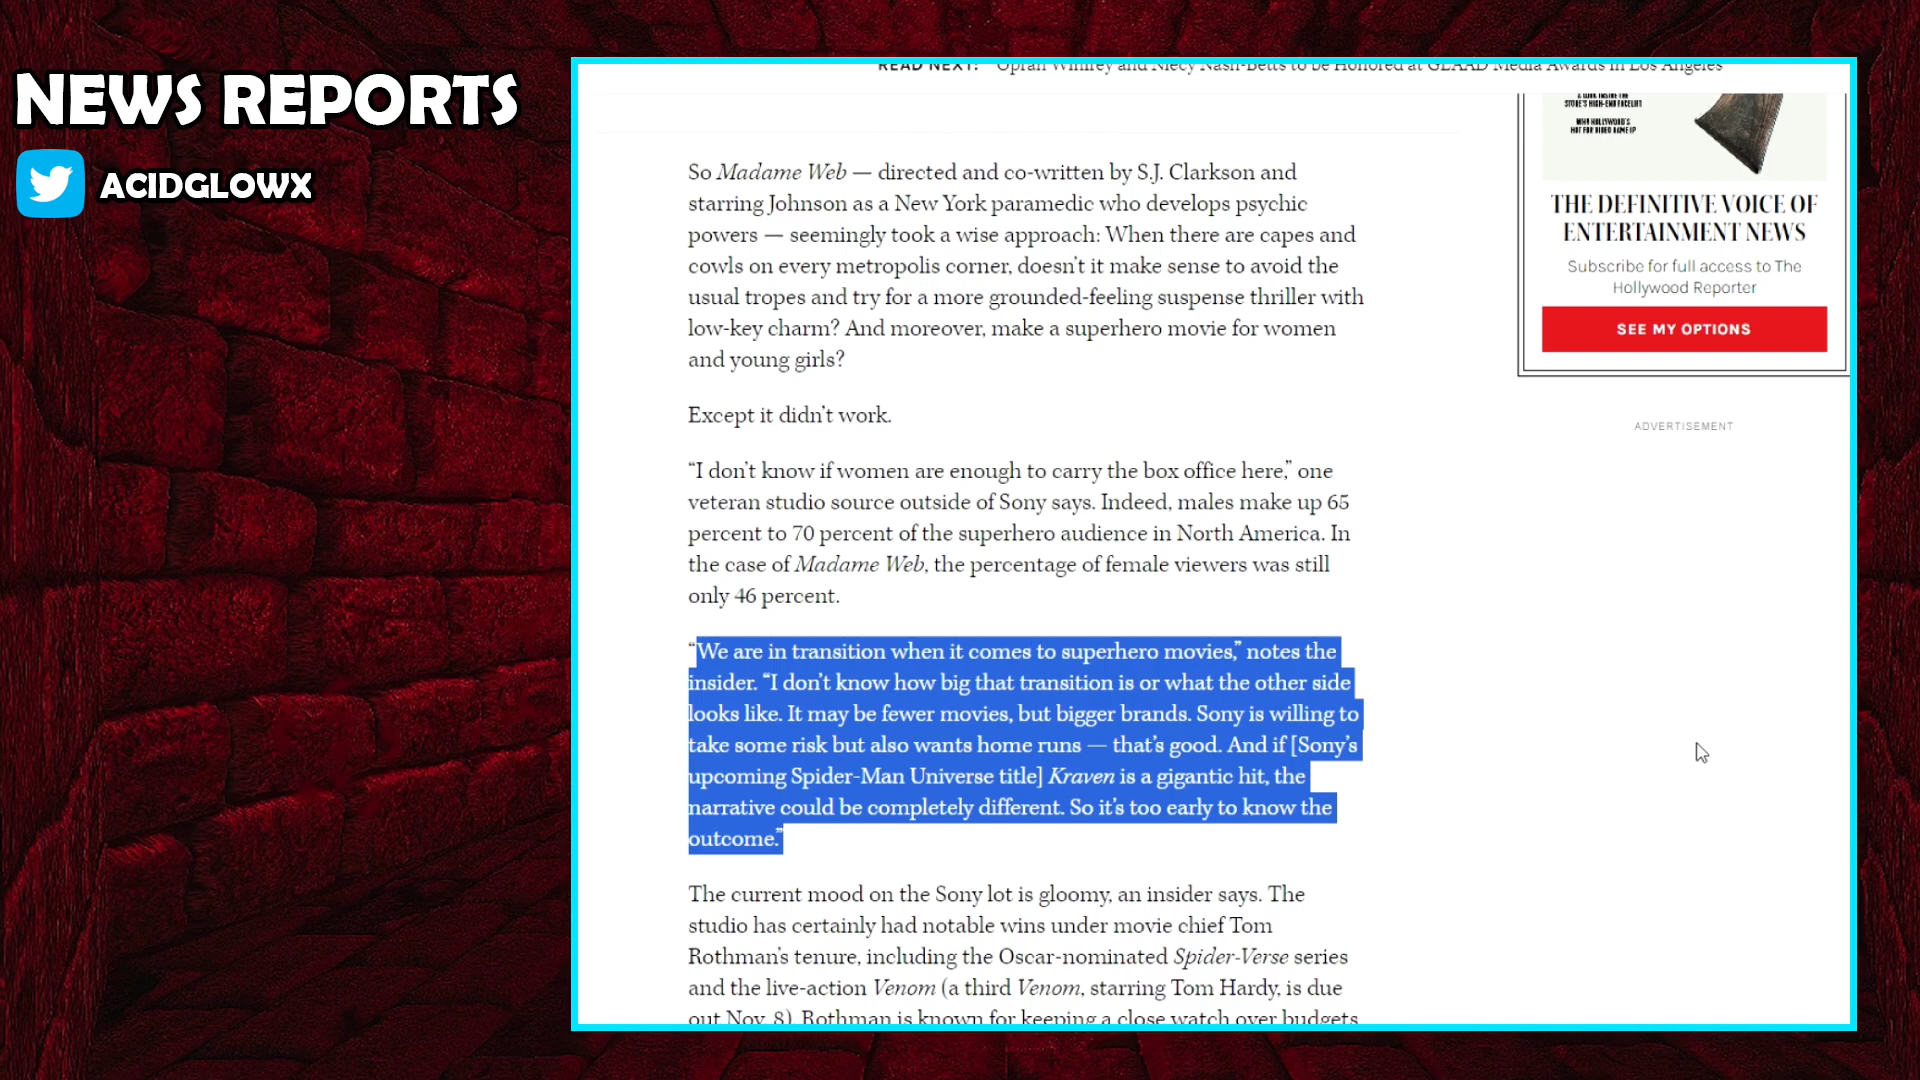 NEWS REPORTS
ACIDGLOWX
READ NEXT: Oprah Winfrey and Niecy Nash-Betts to be Honored at GLAAD Media Awards in Los Angeles
So Madame Web — directed and co-written by S.J. Clarkson and
starring Johnson as a New York paramedic who develops psychic
powers — seemingly took a wise approach: When there are capes and
cowls on every metropolis corner, doesn’t it make sense to avoid the
usual tropes and try for a more grounded-feeling suspense thriller with
low-key charm? And moreover, make a superhero movie for women
and young girls?
Except it didn’t work.
“I don’t know if women are enough to carry the box office here,” one
veteran studio source outside of Sony says. Indeed, males make up 65
percent to 70 percent of the superhero audience in North America. In
the case of Madame Web, the percentage of female viewers was still
only 46 percent.
“We are in transition when it comes to superhero movies,” notes the
insider. “I don’t know how big that transition is or what the other side
looks like. It may be fewer movies, but bigger brands. Sony is willing to
take some risk but also wants home runs — that’s good. And if [Sony’s
upcoming Spider-Man Universe title] Kraven is a gigantic hit, the
narrative could be completely different. So it’s too early to know the
outcome.”
The current mood on the Sony lot is gloomy, an insider says. The
studio has certainly had notable wins under movie chief Tom
Rothman’s tenure, including the Oscar-nominated Spider-Verse series
and the live-action Venom (a third Venom, starring Tom Hardy, is due
out Nov. 8). Rothman is known for keeping a close watch over budgets
A LOOK INSIDE THE
STORE'S HIGH-END FACELIFT
WHY HOLLYWOOD'S
HOT FOR VIDEO GAME IP
THE DEFINITIVE VOICE OF
ENTERTAINMENT NEWS
Subscribe for full access to The
Hollywood Reporter
SEE MY OPTIONS
ADVERTISEMENT